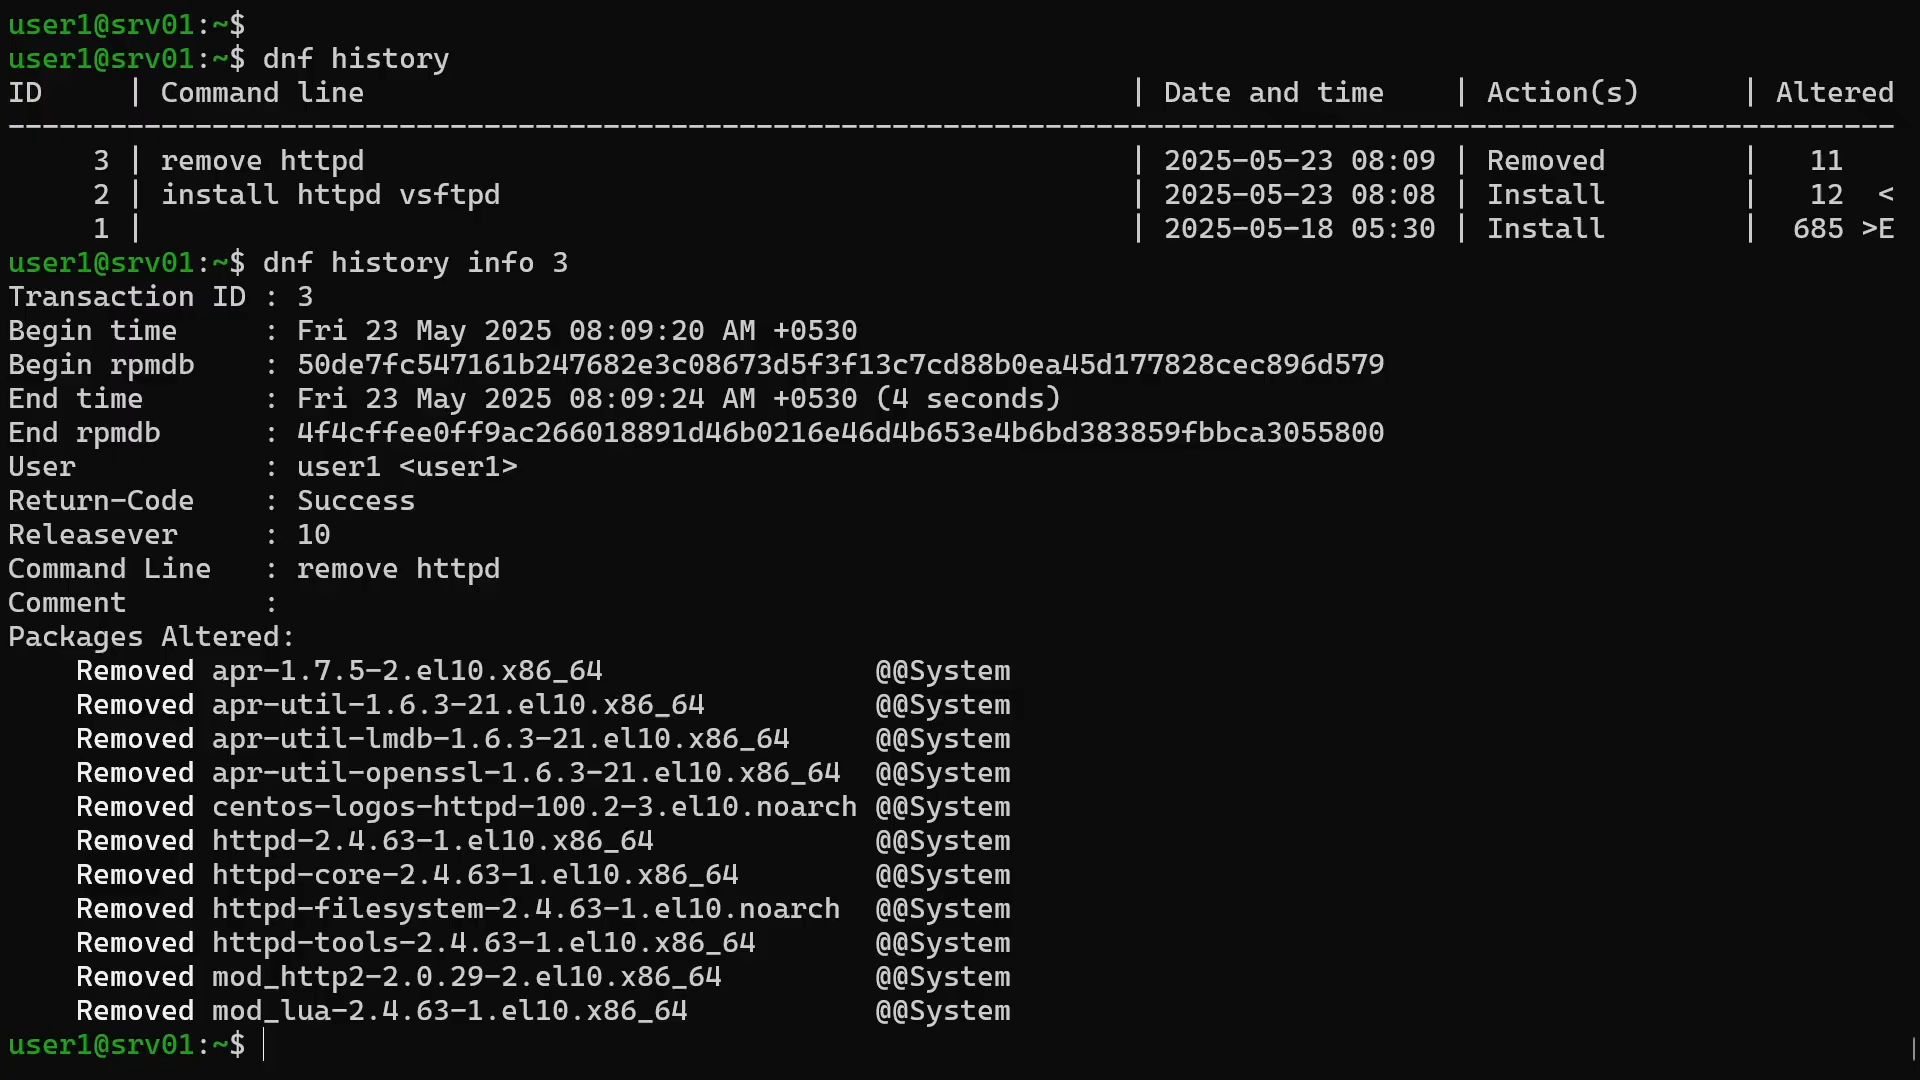 user1@srv01:~$
user1@srv01:~$ dnf history
ID     | Command line                                              | Date and time    | Action(s)      | Altered
---------------------------------------------------------------------------------------------------------------
     3 | remove httpd                                              | 2025-05-23 08:09 | Removed        |   11
     2 | install httpd vsftpd                                      | 2025-05-23 08:08 | Install        |   12  <
     1 |                                                           | 2025-05-18 05:30 | Install        |  685 >E
user1@srv01:~$ dnf history info 3
Transaction ID : 3
Begin time     : Fri 23 May 2025 08:09:20 AM +0530
Begin rpmdb    : 50de7fc547161b247682e3c08673d5f3f13c7cd88b0ea45d177828cec896d579
End time       : Fri 23 May 2025 08:09:24 AM +0530 (4 seconds)
End rpmdb      : 4f4cffee0ff9ac266018891d46b0216e46d4b653e4b6bd383859fbbca3055800
User           : user1 <user1>
Return-Code    : Success
Releasever     : 10
Command Line   : remove httpd
Comment        :
Packages Altered:
    Removed apr-1.7.5-2.el10.x86_64                @@System
    Removed apr-util-1.6.3-21.el10.x86_64          @@System
    Removed apr-util-lmdb-1.6.3-21.el10.x86_64     @@System
    Removed apr-util-openssl-1.6.3-21.el10.x86_64  @@System
    Removed centos-logos-httpd-100.2-3.el10.noarch @@System
    Removed httpd-2.4.63-1.el10.x86_64             @@System
    Removed httpd-core-2.4.63-1.el10.x86_64        @@System
    Removed httpd-filesystem-2.4.63-1.el10.noarch  @@System
    Removed httpd-tools-2.4.63-1.el10.x86_64       @@System
    Removed mod_http2-2.0.29-2.el10.x86_64         @@System
    Removed mod_lua-2.4.63-1.el10.x86_64           @@System
user1@srv01:~$